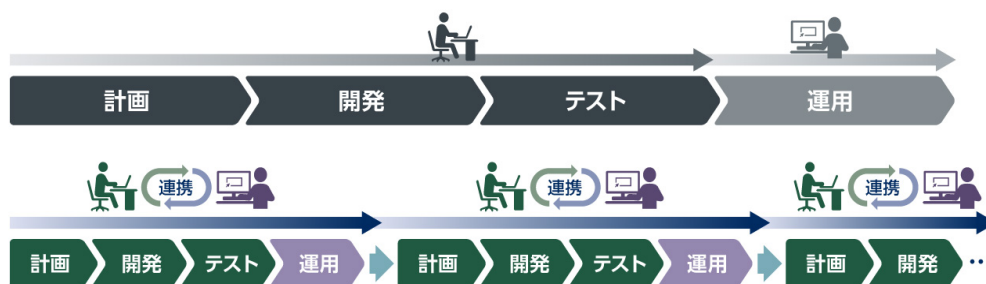 計画 開発 テスト 運用
連携 連携 連携
計画 開発 テスト 運用 計画 開発 テスト 運用 計画 開発 …